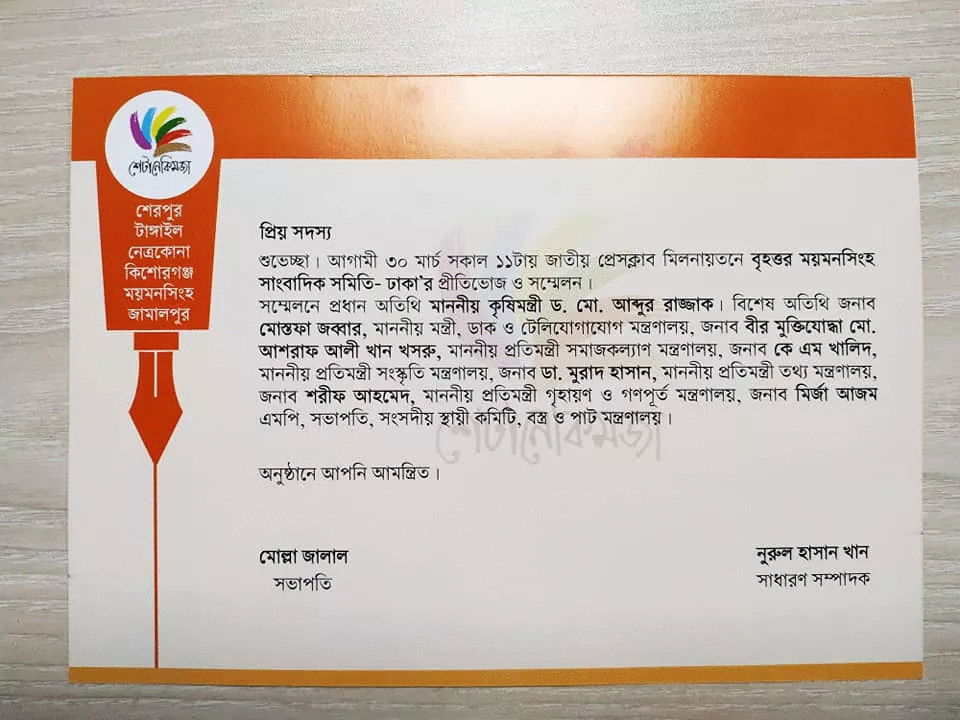 শেটানেকিমজা
শেরপুর
টাঙ্গাইল
নেত্রকোনা
কিশোরগঞ্জ
ময়মনসিংহ
জামালপুর
প্রিয় সদস্য
শুভেচ্ছা। আগামী ৩০ মার্চ সকাল ১১টায় জাতীয় প্রেসক্লাব মিলনায়তনে বৃহত্তর ময়মনসিংহ
সাংবাদিক সমিতি- ঢাকা'র প্রীতিভোজ ও সম্মেলন।
সম্মেলনে প্রধান অতিথি মাননীয় কৃষিমন্ত্রী ড. মো. আব্দুর রাজ্জাক। বিশেষ অতিথি জনাব
মোস্তফা জব্বার, মাননীয় মন্ত্রী, ডাক ও টেলিযোগাযোগ মন্ত্রণালয়, জনাব বীর মুক্তিযোদ্ধা মো.
আশরাফ আলী খান খসরু, মাননীয় প্রতিমন্ত্রী সমাজকল্যাণ মন্ত্রণালয়, জনাব কে এম খালিদ,
মাননীয় প্রতিমন্ত্রী সংস্কৃতি মন্ত্রণালয়, জনাব ডা. মুরাদ হাসান, মাননীয় প্রতিমন্ত্রী তথ্য মন্ত্রণালয়,
জনাব শরীফ আহমেদ, মাননীয় প্রতিমন্ত্রী গৃহায়ণ ও গণপূর্ত মন্ত্রণালয়, জনাব মির্জা আজম
এমপি, সভাপতি, সংসদীয় স্থায়ী কমিটি, বস্ত্র ও পাট মন্ত্রণালয়।
শেটানেকিমজা
অনুষ্ঠানে আপনি আমন্ত্রিত।
মোল্লা জালাল
সভাপতি
নুরুল হাসান খান
সাধারণ সম্পাদক